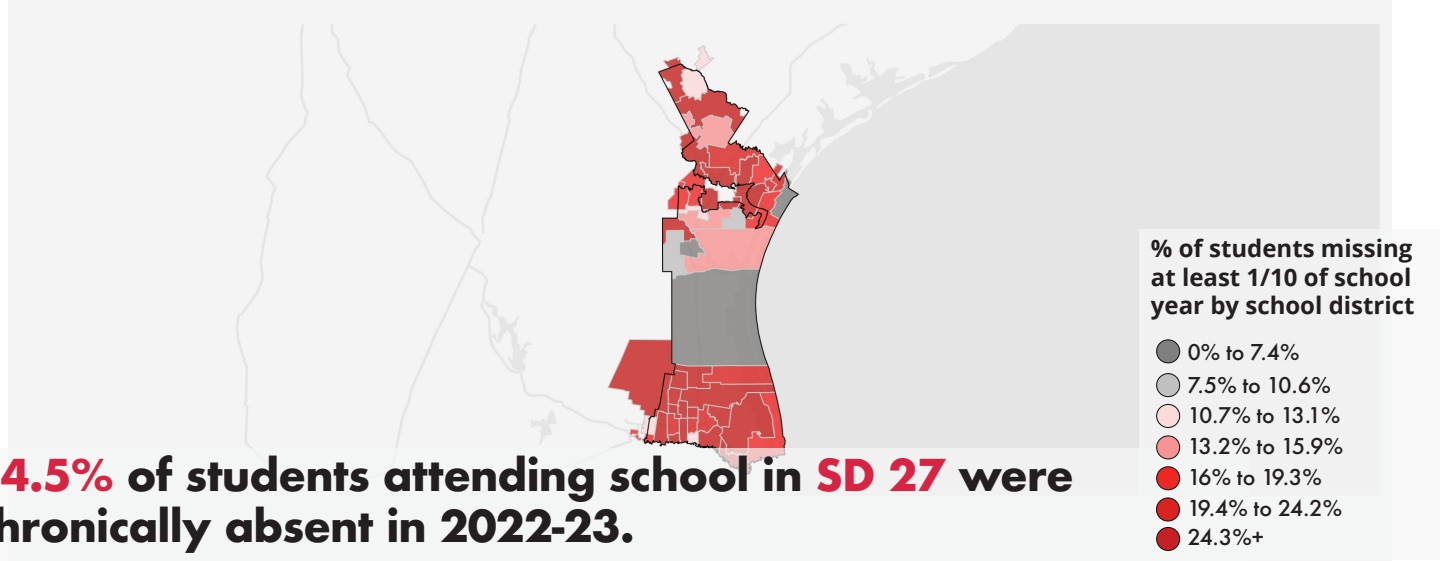 % of students missing
at least 1/10 of school
year by school district
0% to 7.4%
7.5% to 10.6%
10.7% to 13.1%
13.2% to 15.9%
16% to 19.3%
19.4% to 24.2%
24.3%+
4.5% of students attending school in SD 27 were
hronically absent in 2022-23.